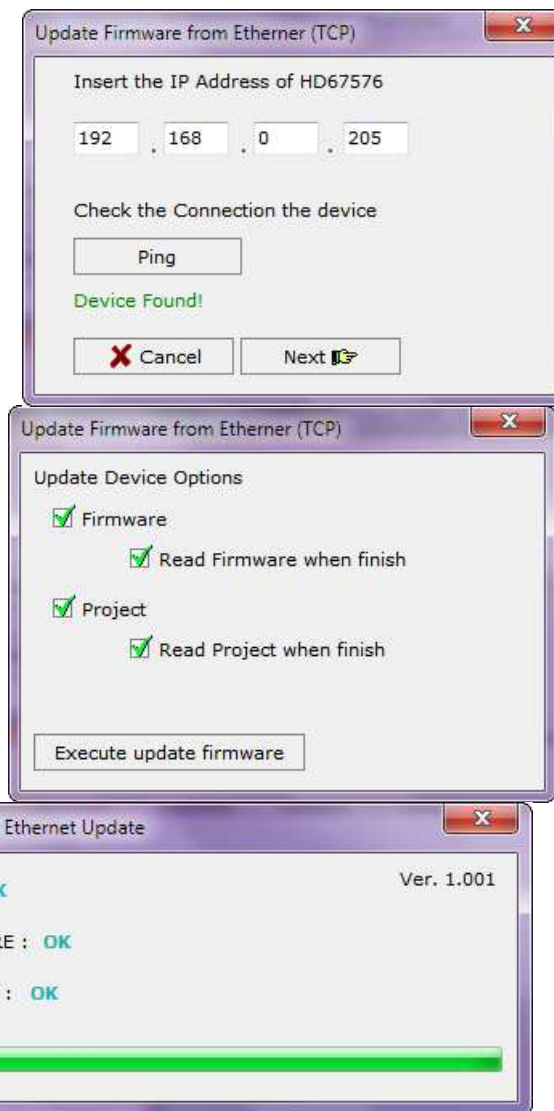 Update Firmware from Etherner (TCP)
Insert the IP Address of HD67576
192 . 168 . 0 . 205
Check the Connection the device
Ping
Device Found!
Cancel Next
Update Firmware from Etherner (TCP)
Update Device Options
Firmware
Read Firmware when finish
Project
Read Project when finish
Execute update firmware
Ethernet Update
Ver. 1.001
: OK
: OK